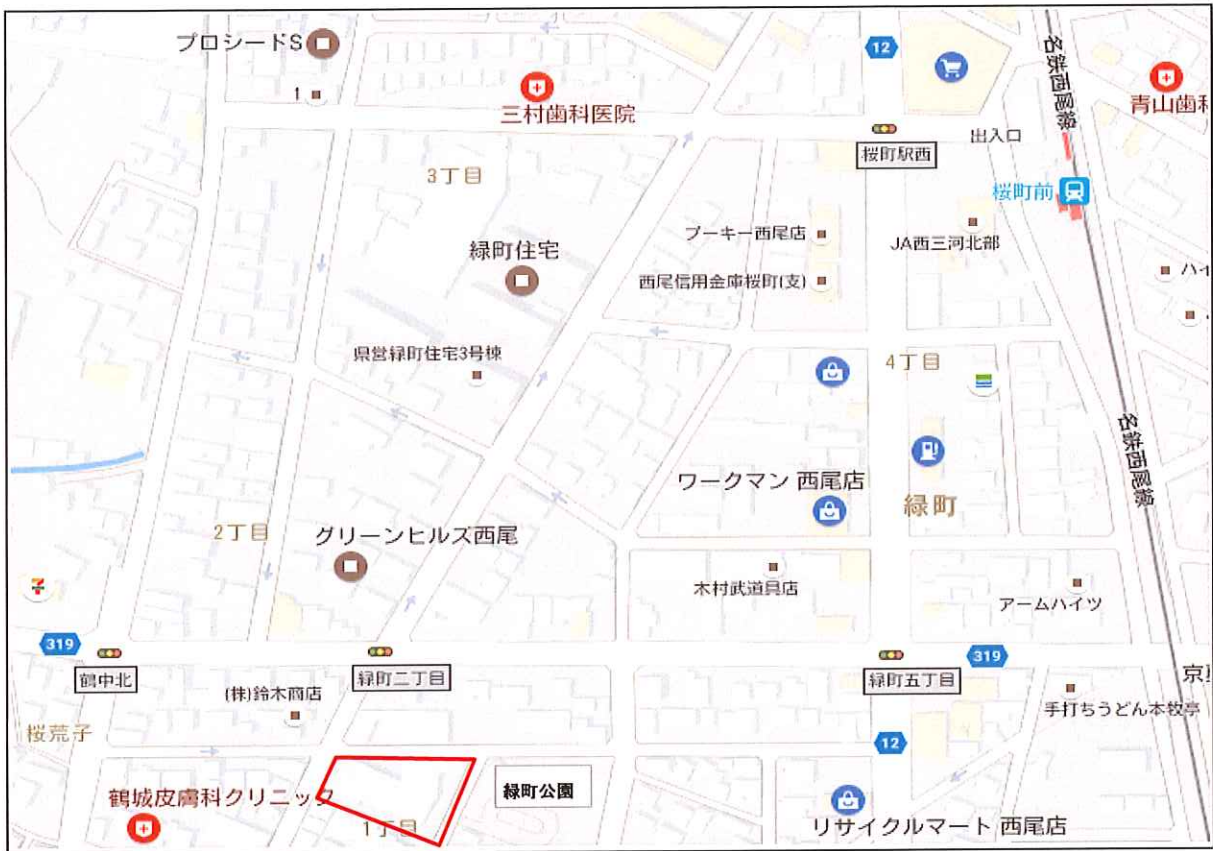 プロシードS
12
名鉄西尾線
1
三村歯科医院
青山歯科
桜町駅西
出入口
3丁目
桜町前
プーキー西尾店
JA西三河北部
緑町住宅
西尾信用金庫桜町(支)
ハイ
県営緑町住宅3号棟
4丁目
名鉄西尾線
ワークマン 西尾店
緑町
2丁目
グリーンヒルズ西尾
木村武道具店
アームハイツ
319
鶴中北
緑町二丁目
緑町五丁目
319
(株)鈴木商店
手打ちうどん本牧亭
桜荒子
12
鶴城皮膚科クリニック
緑町公園
1丁目
リサイクルマート 西尾店